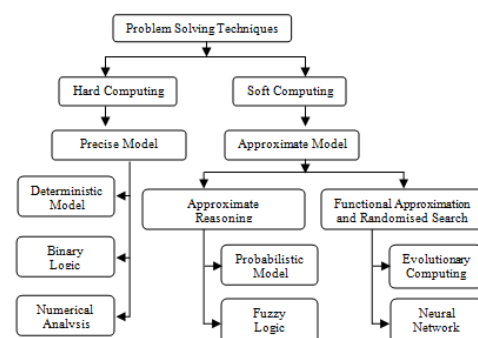 Problem Solving Techniques
Hard Computing
Soft Computing
Precise Model
Approximate Model
Deterministic
Model
Approximate
Reasoning
Functional Approximation
and Randomised Search
Binary
Logic
Probabilistic
Model
Evolutionary
Computing
Numerical
Analysis
Fuzzy
Logic
Neural
Network